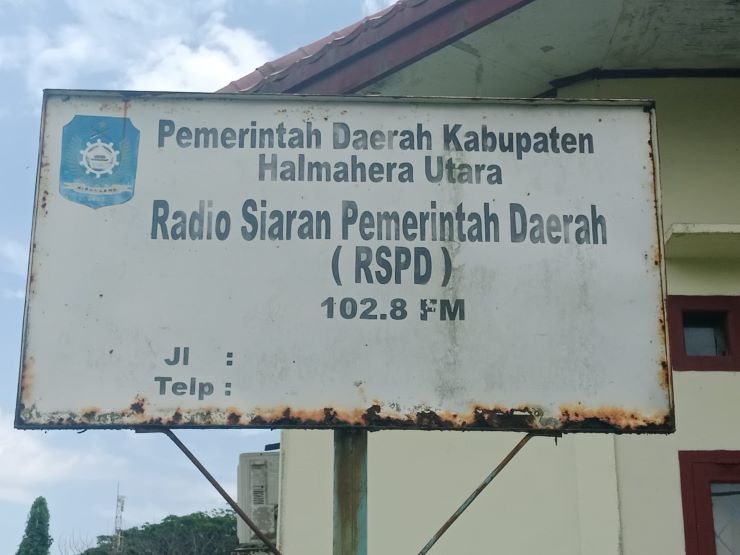 Pemerintah Daerah Kabupaten
Halmahera Utara
Radio Siaran Pemerintah Daerah
( RSPD )
102.8 FM
Jl :
Telp :